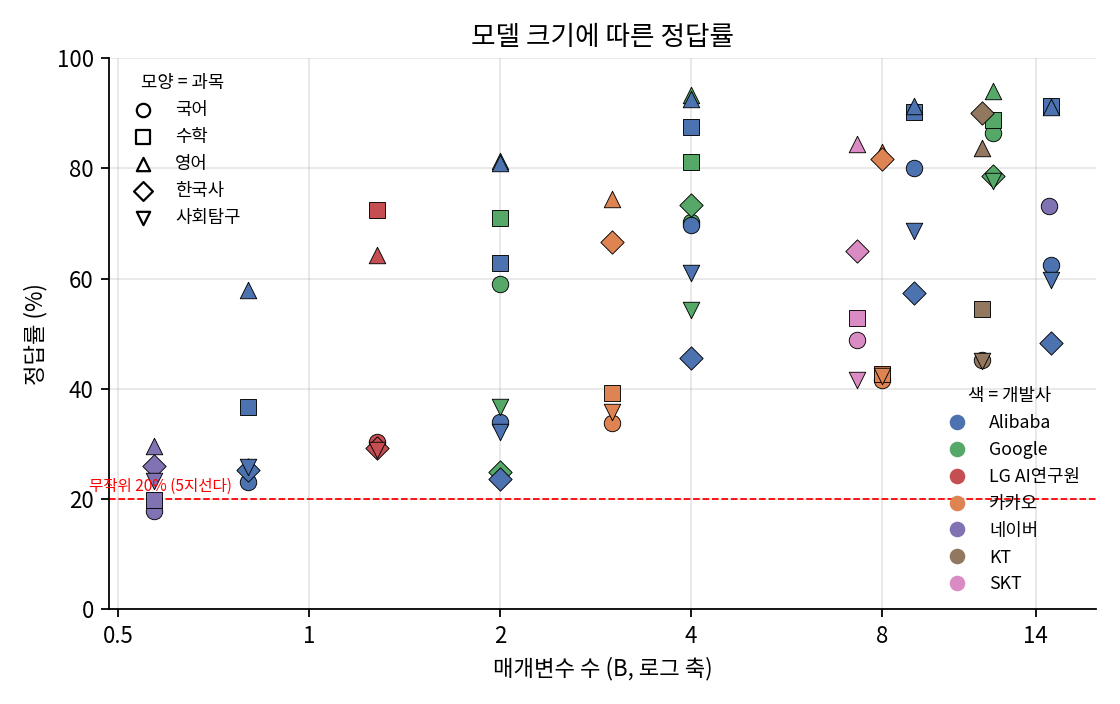 모델 크기에 따른 정답률
100
80
60
40
20
0
정답률 (%)
모양 = 과목
국어
수학
영어
한국사
사회탐구
무작위 20% (5지선다)
색 = 개발사
Alibaba
Google
LG AI연구원
카카오
네이버
KT
SKT
0.5 1 2 4 8 14
매개변수 수 (B, 로그 축)